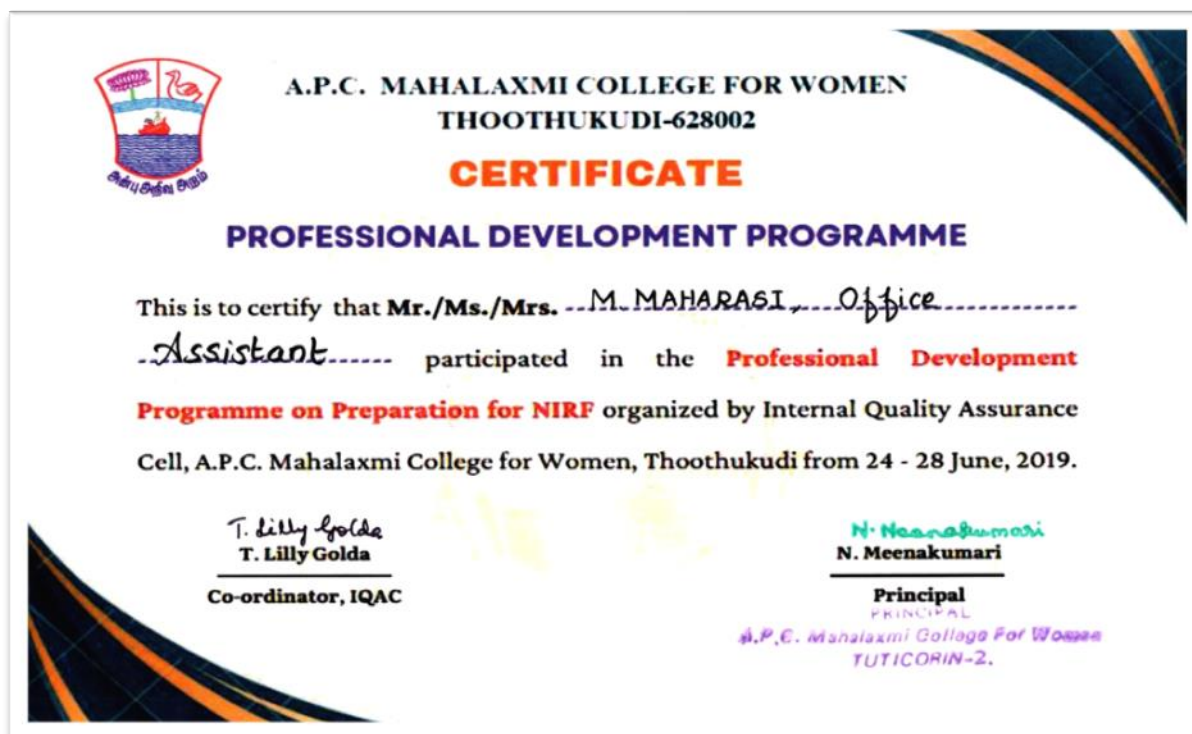 அன்பு அறிவு அறம்
A.P.C. MAHALAXMI COLLEGE FOR WOMEN
THOOTHUKUDI-628002
CERTIFICATE
PROFESSIONAL DEVELOPMENT PROGRAMME
This is to certify that Mr./Ms./Mrs. M. MAHARASI, Office
Assistant participated in the Professional Development
Programme on Preparation for NIRF organized by Internal Quality Assurance
Cell, A.P.C. Mahalaxmi College for Women, Thoothukudi from 24 - 28 June, 2019.
T. Lilly Golda
T. Lilly Golda
Co-ordinator, IQAC
N. Meenakumari
N. Meenakumari
Principal
PRINCIPAL
A.P.C. Mahalaxmi College For Women
TUTICORIN-2.